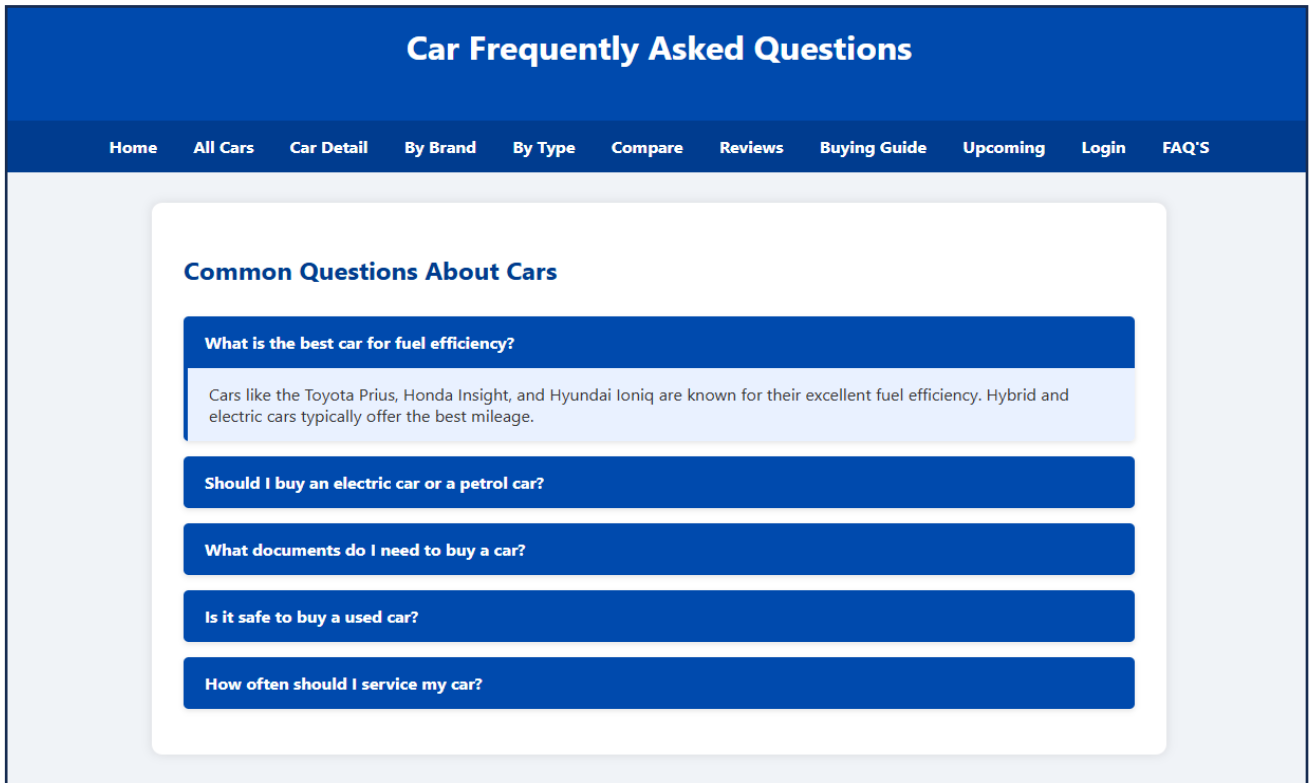 Car Frequently Asked Questions
Home All Cars Car Detail By Brand By Type Compare Reviews Buying Guide Upcoming Login FAQ'S
Common Questions About Cars
What is the best car for fuel efficiency?
Cars like the Toyota Prius, Honda Insight, and Hyundai Ioniq are known for their excellent fuel efficiency. Hybrid and
electric cars typically offer the best mileage.
Should I buy an electric car or a petrol car?
What documents do I need to buy a car?
Is it safe to buy a used car?
How often should I service my car?